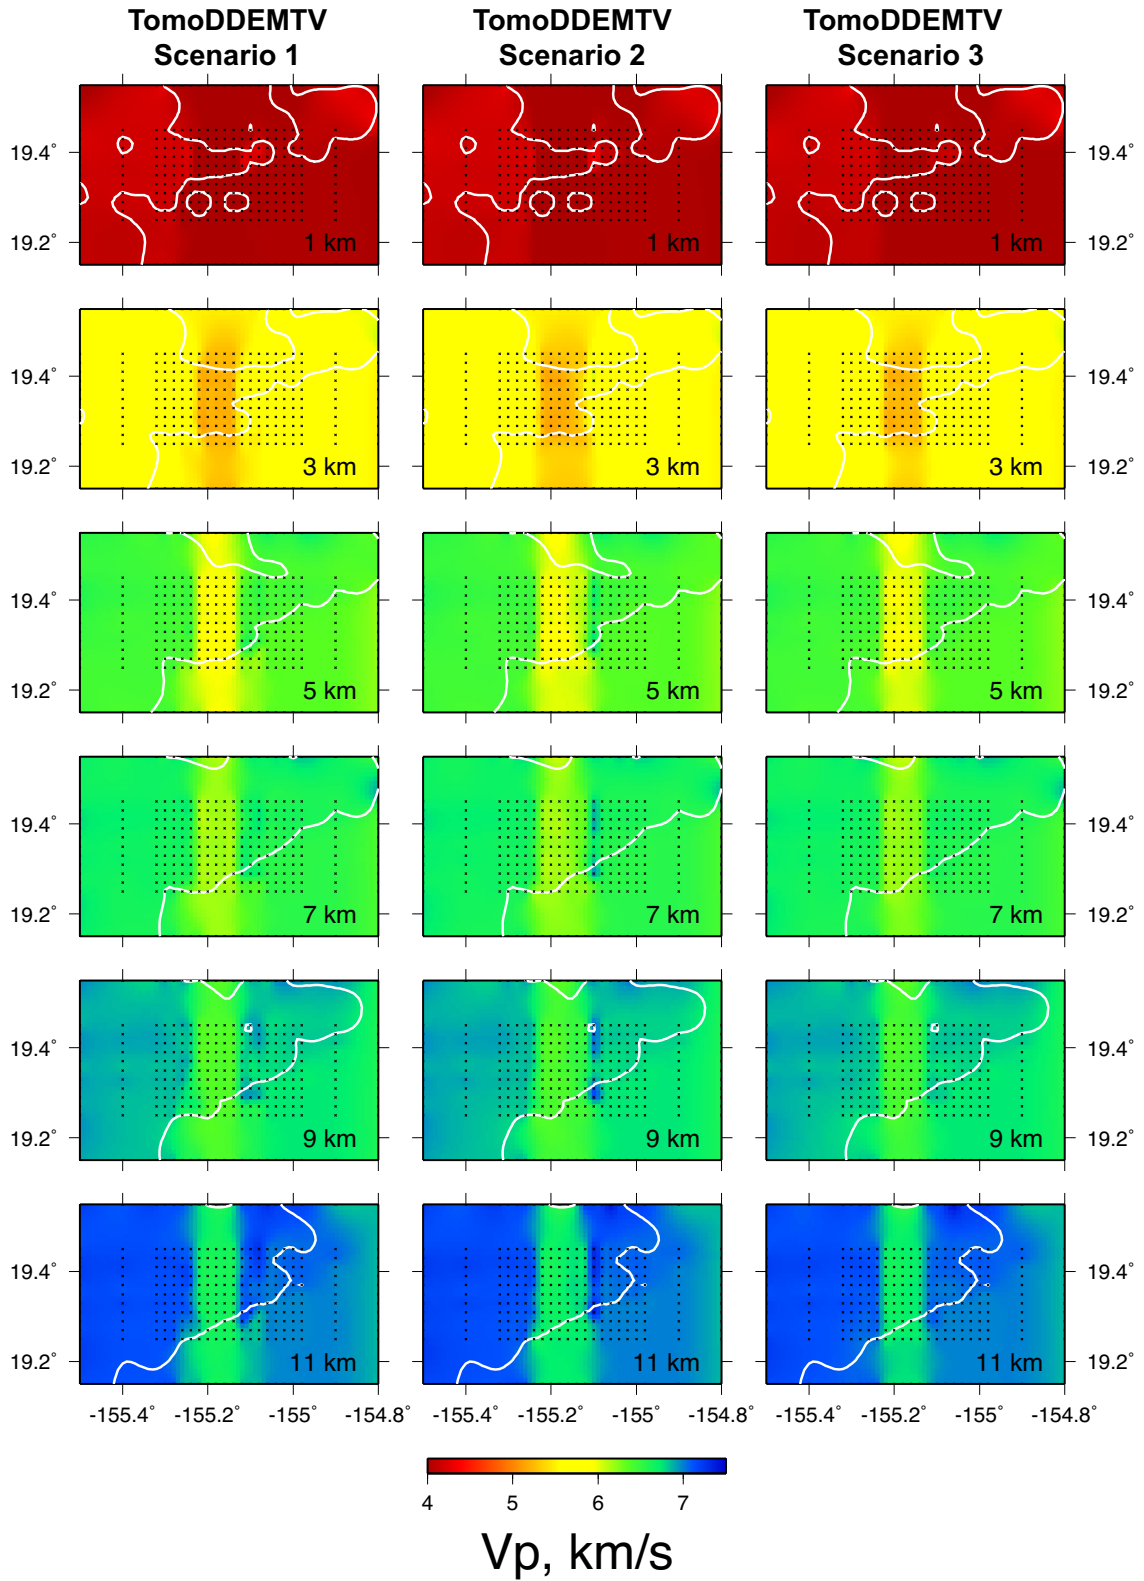 TomoDDEMTV TomoDDEMTV TomoDDEMTV
Scenario 1 Scenario 2 Scenario 3
19.4˚ 19.4˚
19.2˚ 1 km 1 km 1 km 19.2˚
19.4˚ 19.4˚
19.2˚ 3 km 3 km 3 km 19.2˚
19.4˚ 19.4˚
19.2˚ 5 km 5 km 5 km 19.2˚
19.4˚ 19.4˚
19.2˚ 7 km 7 km 7 km 19.2˚
19.4˚ 19.4˚
19.2˚ 9 km 9 km 9 km 19.2˚
19.4˚ 19.4˚
19.2˚ 11 km 11 km 11 km 19.2˚
-155.4˚ -155.2˚ -155˚ -154.8˚ -155.4˚ -155.2˚ -155˚ -154.8˚ -155.4˚ -155.2˚ -155˚ -154.8˚
4 5 6 7
Vp, km/s